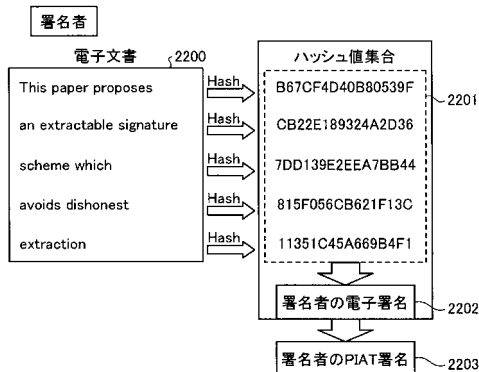 署名者
電子文書 2200
ハッシュ値集合
This paper proposes
Hash
B67CF4D40B80539F
2201
an extractable signature
Hash
CB22E189324A2D36
scheme which
Hash
7DD139E2EEA7BB44
avoids dishonest
Hash
815F056CB621F13C
extraction
Hash
11351C45A669B4F1
署名者の電子署名
2202
署名者のPIAT署名
2203